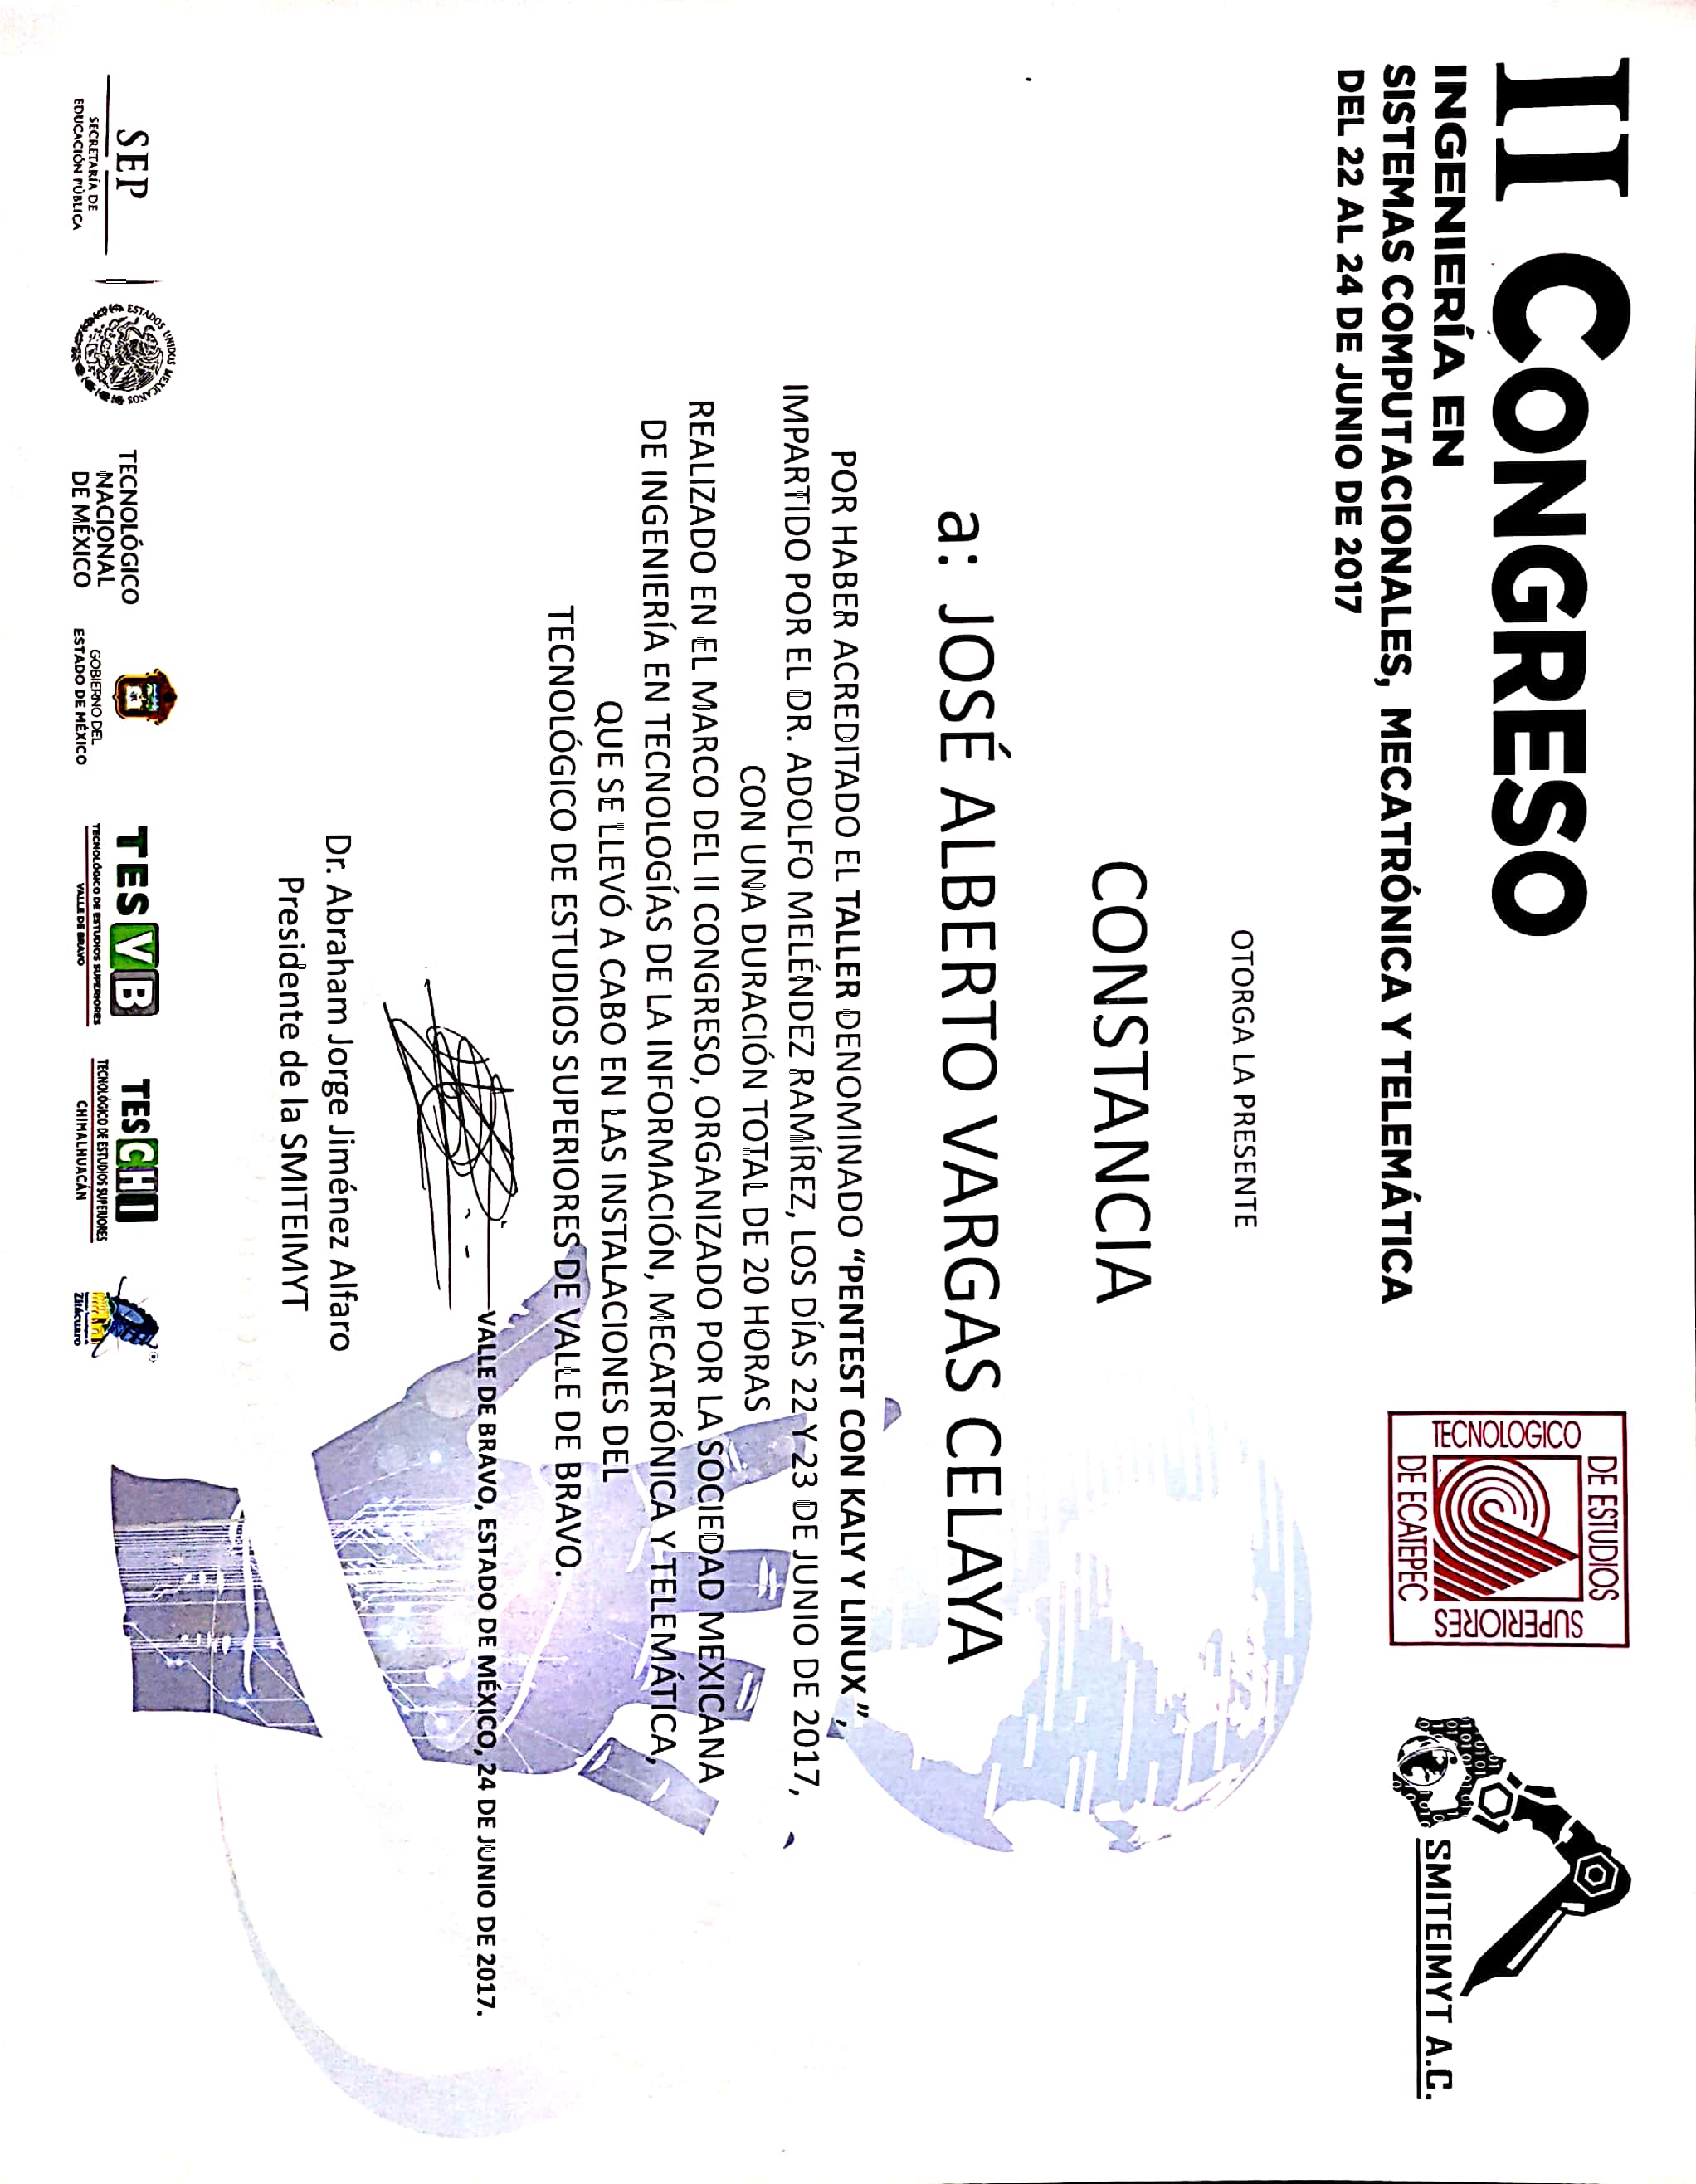 II CONGRESO
INGENIERÍA EN
SISTEMAS COMPUTACIONALES, MECATRÓNICA Y TELEMÁTICA
DEL 22 AL 24 DE JUNIO DE 2017
TECNOLOGICO
DE ESTUDIOS
SUPERIORES
DE ECATEPEC
SMITEIMYT A.C.
OTORGA LA PRESENTE
CONSTANCIA
a: JOSÉ ALBERTO VARGAS CELAYA
POR HABER ACREDITADO EL TALLER DENOMINADO “PENTEST CON KALY Y LINUX”,
IMPARTIDO POR EL DR. ADOLFO MELÉNDEZ RAMÍREZ, LOS DÍAS 22 Y 23 DE JUNIO DE 2017,
CON UNA DURACIÓN TOTAL DE 20 HORAS
REALIZADO EN EL MARCO DEL II CONGRESO, ORGANIZADO POR LA SOCIEDAD MEXICANA
DE INGENIERÍA EN TECNOLOGÍAS DE LA INFORMACIÓN, MECATRÓNICA Y TELEMÁTICA,
QUE SE LLEVÓ A CABO EN LAS INSTALACIONES DEL
TECNOLÓGICO DE ESTUDIOS SUPERIORES DE VALLE DE BRAVO.
VALLE DE BRAVO, ESTADO DE MÉXICO, 24 DE JUNIO DE 2017.
Dr. Abraham Jorge Jiménez Alfaro
Presidente de la SMITEIMYT
SEP
SECRETARÍA DE
EDUCACIÓN PÚBLICA
ESTADOS UNIDOS MEXICANOS
TECNOLÓGICO
NACIONAL
DE MÉXICO
GOBIERNO DEL
ESTADO DE MÉXICO
TESVB
TECNOLÓGICO DE ESTUDIOS SUPERIORES
VALLE DE BRAVO
TESCHI
TECNOLÓGICO DE ESTUDIOS SUPERIORES
CHIMALHUACÁN
Zitácuaro